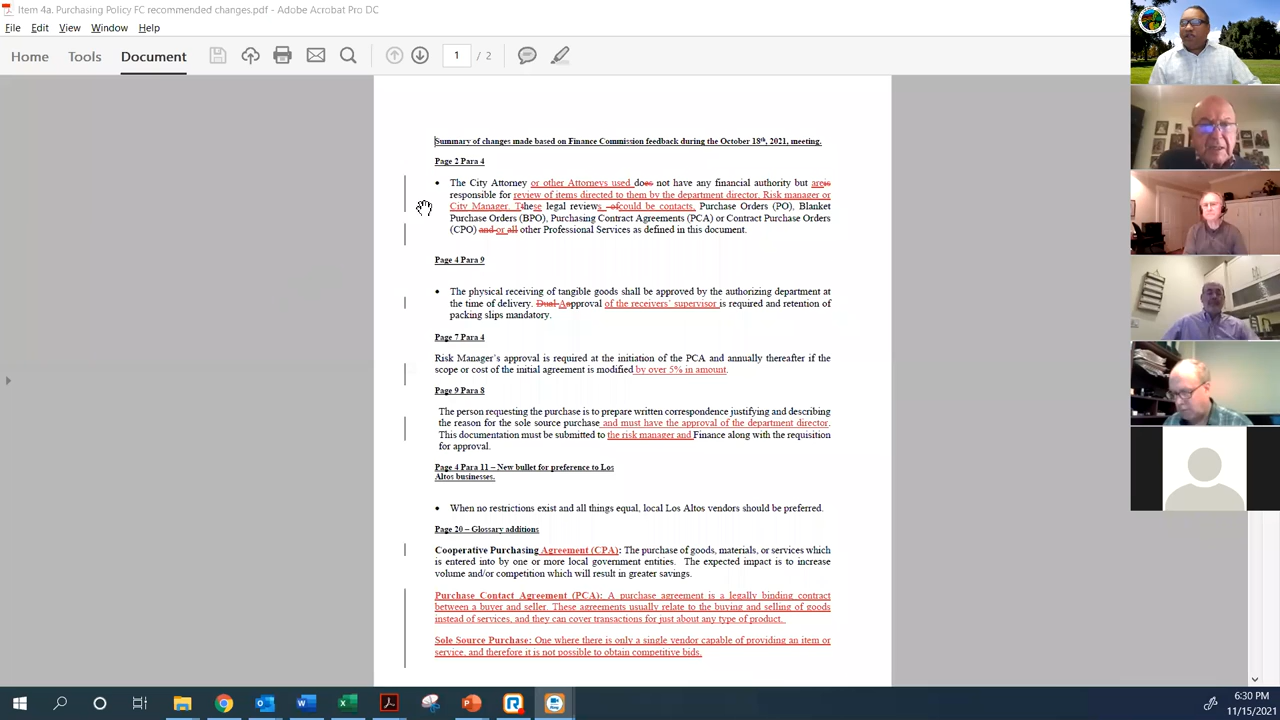 Item 4a. Purchasing Policy FC recommended changes.pdf - Adobe Acrobat Pro DC
File Edit View Window Help
Home Tools Document 1 / 2
Summary of changes made based on Finance Commission feedback during the October 18th, 2021, meeting.
Page 2 Para 4
• The City Attorney or other Attorneys used does not have any financial authority but areis
responsible for review of items directed to them by the department director, Risk manager or
City Manager. Tthese legal reviews ofcould be contacts, Purchase Orders (PO), Blanket
Purchase Orders (BPO), Purchasing Contract Agreements (PCA) or Contract Purchase Orders
(CPO) and or all other Professional Services as defined in this document.
Page 4 Para 9
• The physical receiving of tangible goods shall be approved by the authorizing department at
the time of delivery. Dual Aapproval of the receivers' supervisor is required and retention of
packing slips mandatory.
Page 7 Para 4
Risk Manager's approval is required at the initiation of the PCA and annually thereafter if the
scope or cost of the initial agreement is modified by over 5% in amount.
Page 9 Para 8
The person requesting the purchase is to prepare written correspondence justifying and describing
the reason for the sole source purchase and must have the approval of the department director.
This documentation must be submitted to the risk manager and Finance along with the requisition
for approval.
Page 4 Para 11 – New bullet for preference to Los
Altos businesses.
• When no restrictions exist and all things equal, local Los Altos vendors should be preferred.
Page 20 – Glossary additions
Cooperative Purchasing Agreement (CPA): The purchase of goods, materials, or services which
is entered into by one or more local government entities. The expected impact is to increase
volume and/or competition which will result in greater savings.
Purchase Contact Agreement (PCA): A purchase agreement is a legally binding contract
between a buyer and seller. These agreements usually relate to the buying and selling of goods
instead of services, and they can cover transactions for just about any type of product.
Sole Source Purchase: One where there is only a single vendor capable of providing an item or
service, and therefore it is not possible to obtain competitive bids.
6:30 PM
11/15/2021